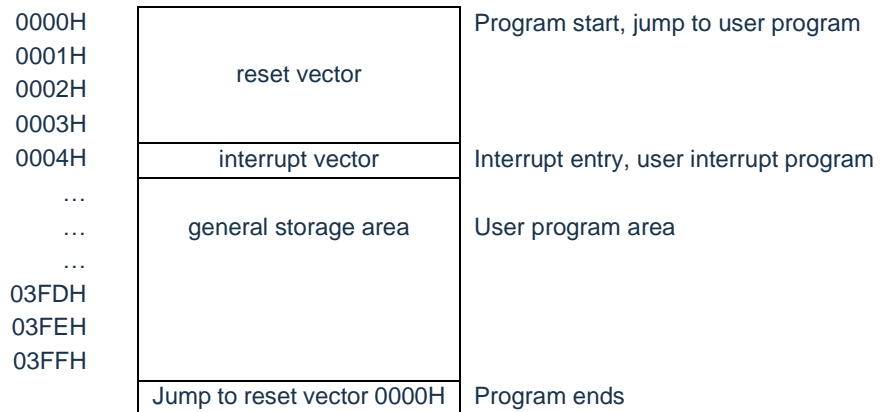 0000H Program start, jump to user program
0001H
reset vector
0002H
0003H
0004H interrupt vector Interrupt entry, user interrupt program
…
… general storage area User program area
…
03FDH
03FEH
03FFH
Jump to reset vector 0000H Program ends